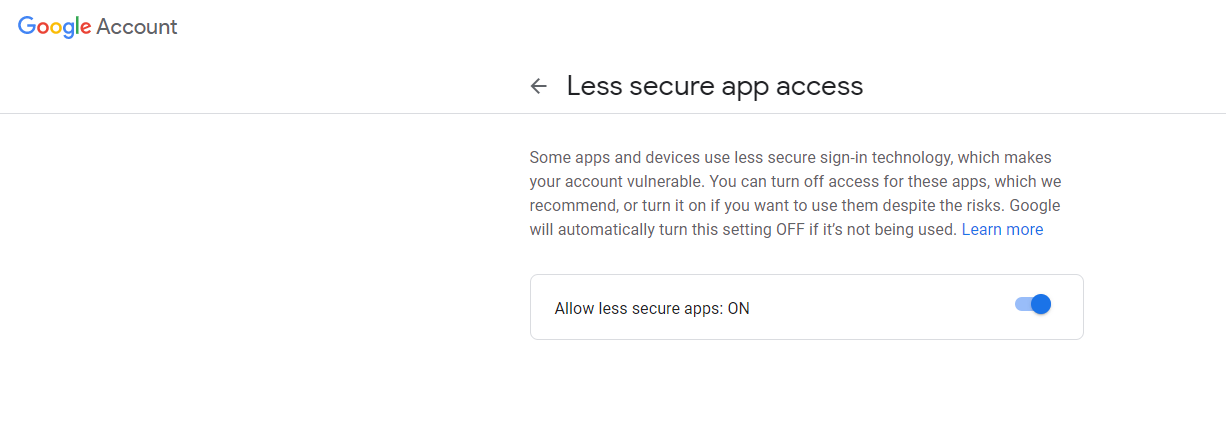 Google Account
Less secure app access
Some apps and devices use less secure sign-in technology, which makes
your account vulnerable. You can turn off access for these apps, which we
recommend, or turn it on if you want to use them despite the risks. Google
will automatically turn this setting OFF if it’s not being used. Learn more
Allow less secure apps: ON